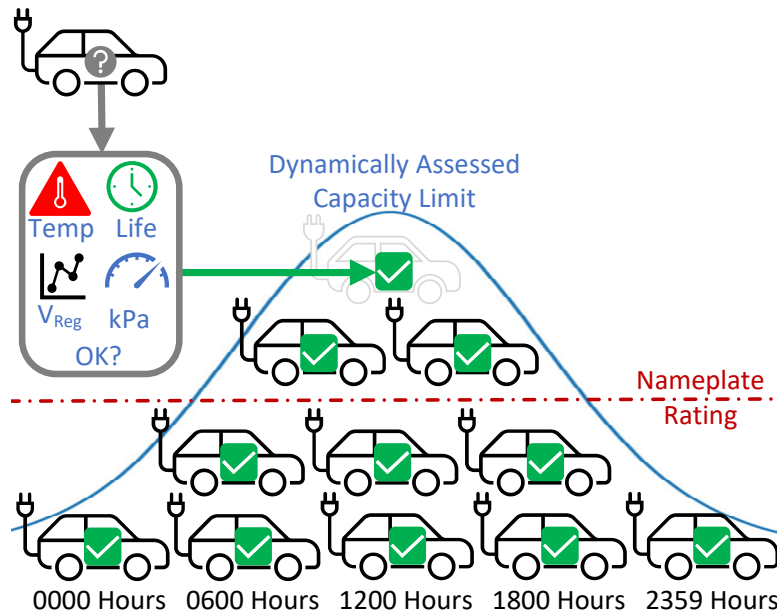 ?
Temp Life
V_Reg kPa
OK?
Dynamically Assessed
Capacity Limit
Nameplate
Rating
0000 Hours 0600 Hours 1200 Hours 1800 Hours 2359 Hours